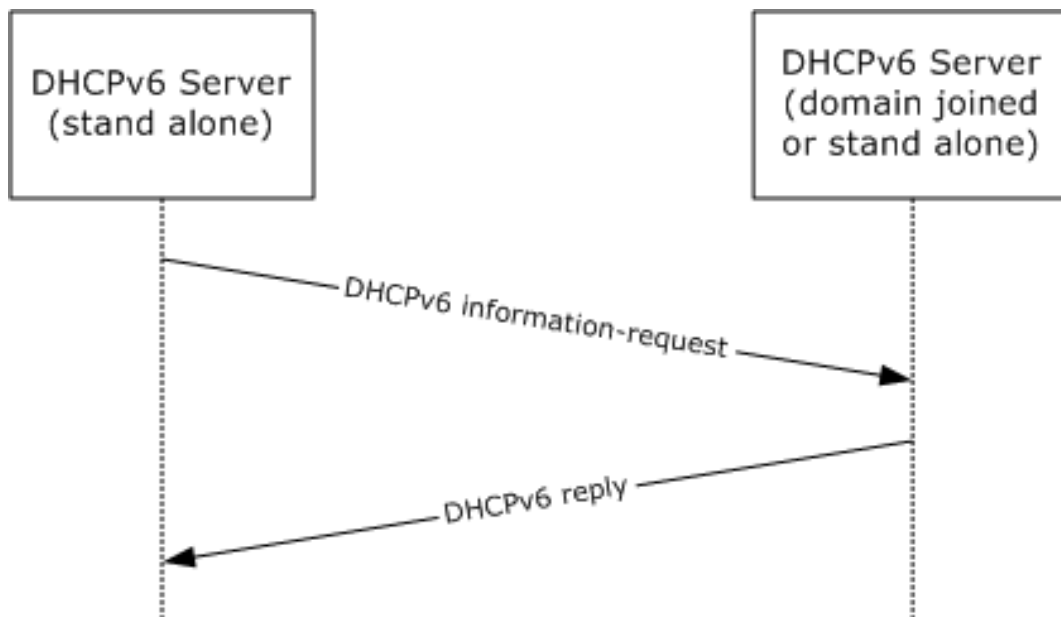 DHCPv6 Server
(stand alone)
DHCPv6 Server
(domain joined
or stand alone)
DHCPv6 information-request
DHCPv6 reply